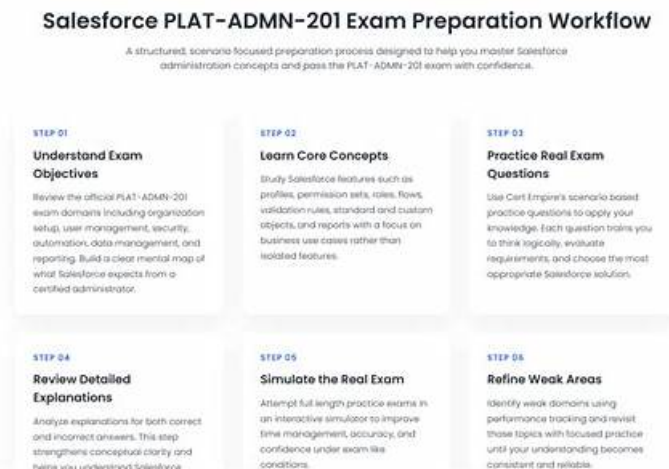 Salesforce PLAT-ADMN-201 Exam Preparation Workflow
A structured, scenario focused preparation process designed to help you master Salesforce
administration concepts and pass the PLAT-ADMN-201 exam with confidence.
STEP 01
Understand Exam
Objectives
Review the official PLAT-ADMN-201
exam domains including organization
setup, user management, security,
automation, data management, and
reporting. Build a clear mental map of
what Salesforce expects from a
certified administrator.
STEP 02
Learn Core Concepts
Study Salesforce features such as
profiles, permission sets, roles, flows,
validation rules, standard and custom
objects, and reports with a focus on
business use cases rather than
isolated features.
STEP 03
Practice Real Exam
Questions
Use Cert Empire's scenario based
practice questions to apply your
knowledge. Each question trains you
to think logically, evaluate
requirements, and choose the most
appropriate Salesforce solution.
STEP 04
Review Detailed
Explanations
Analyze explanations for both correct
and incorrect answers. This step
strengthens conceptual clarity and
helps you understand Salesforce
STEP 05
Simulate the Real Exam
Attempt full length practice exams in
an interactive simulator to improve
time management, accuracy, and
confidence under exam like
conditions.
STEP 06
Refine Weak Areas
Identify weak domains using
performance tracking and revisit
those topics with focused practice
until your understanding becomes
consistent and reliable.